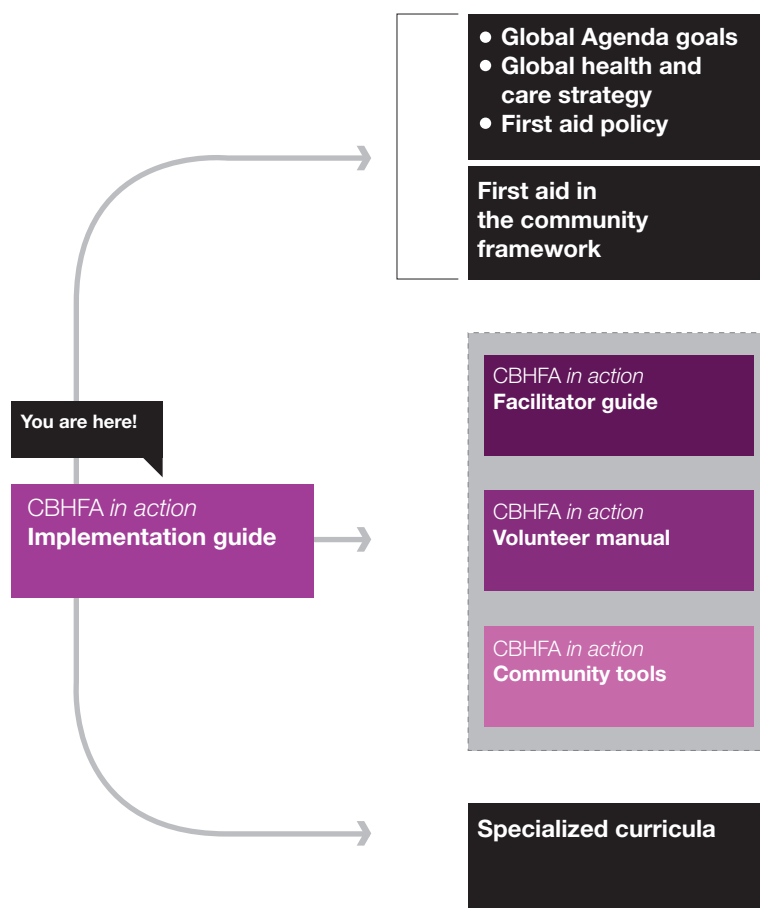 ● Global Agenda goals
● Global health and
care strategy
● First aid policy
First aid in
the community
framework
You are here!
CBHFA in action
Implementation guide
CBHFA in action
Facilitator guide
CBHFA in action
Volunteer manual
CBHFA in action
Community tools
Specialized curricula